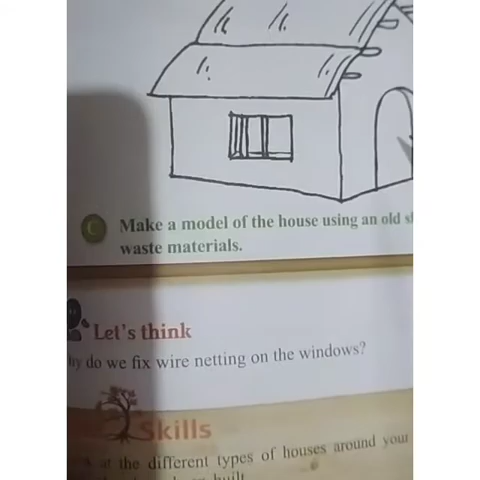 C Make a model of the house using an old
waste materials.
Let's think
do we fix wire netting on the windows?
Skills
at the different types of houses around your
built